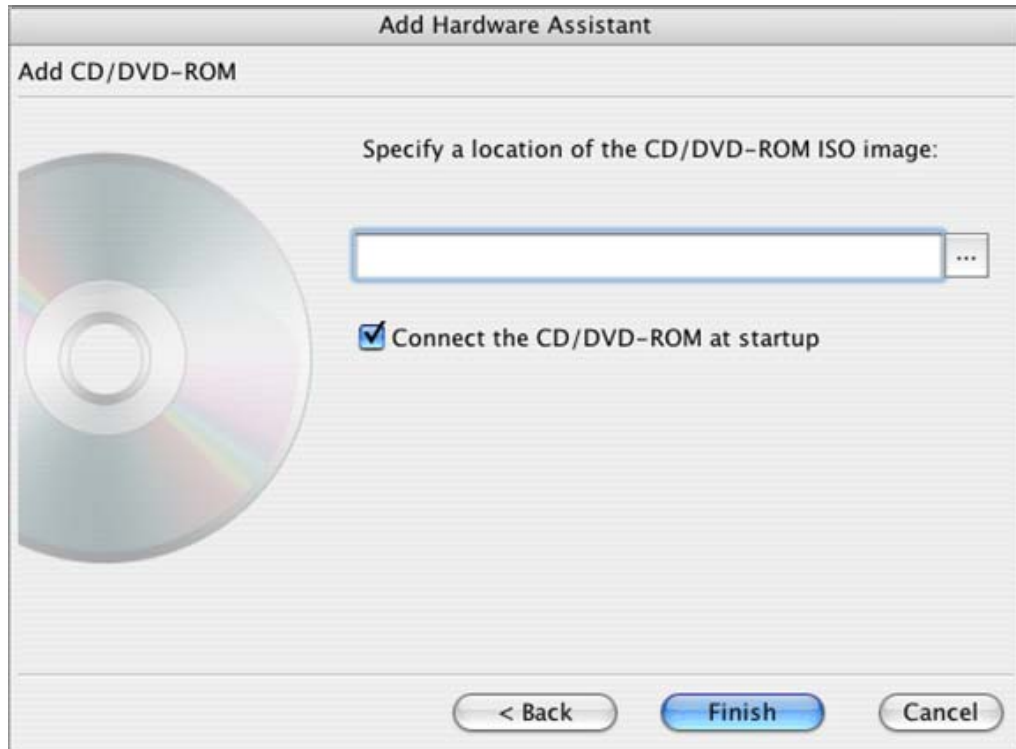 Add Hardware Assistant
Add CD/DVD-ROM
Specify a location of the CD/DVD-ROM ISO image:
...
Connect the CD/DVD-ROM at startup
< Back
Finish
Cancel